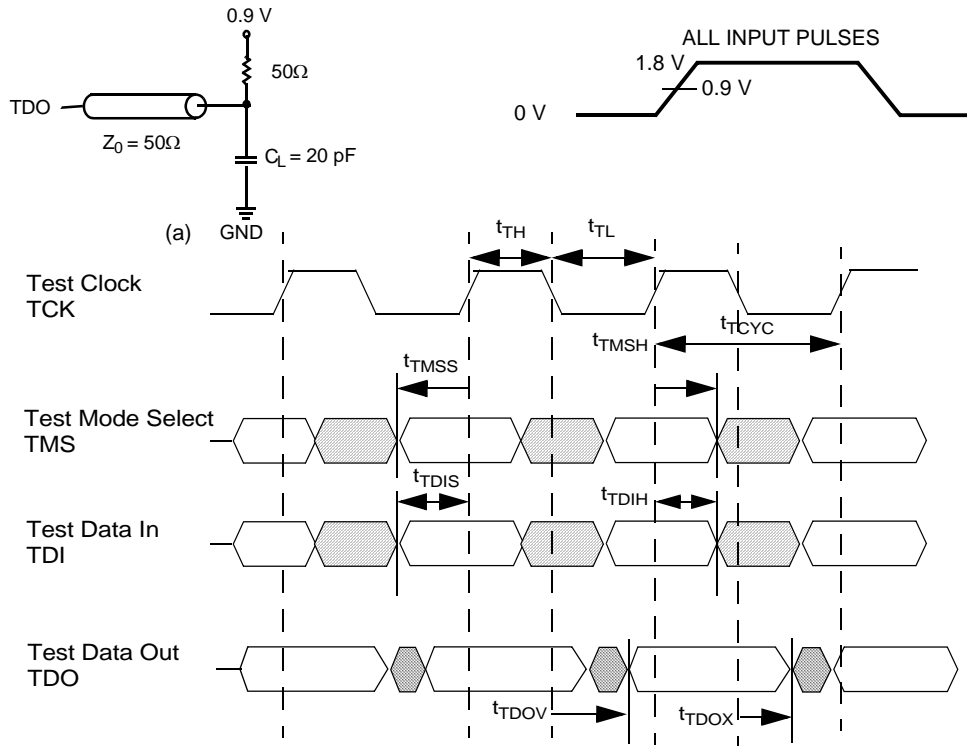 0.9 V
50Ω
TDO
Z0 = 50Ω
CL = 20 pF
(a)
GND
ALL INPUT PULSES
1.8 V
0.9 V
0 V
tTH
tTL
Test Clock
TCK
tTCYC
tTMSH
tTMSS
Test Mode Select
TMS
tTDIS
tTDIH
Test Data In
TDI
Test Data Out
TDO
tTDOV
tTDOX